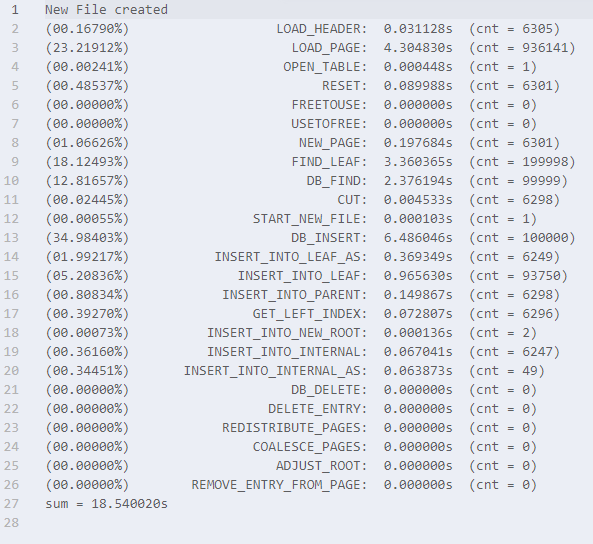 1 New File created
2 (00.16790%) LOAD_HEADER: 0.031128s (cnt = 6305)
3 (23.21912%) LOAD_PAGE: 4.304830s (cnt = 936141)
4 (00.00241%) OPEN_TABLE: 0.000448s (cnt = 1)
5 (00.48537%) RESET: 0.089988s (cnt = 6301)
6 (00.00000%) FREETOUSE: 0.000000s (cnt = 0)
7 (00.00000%) USETOFREE: 0.000000s (cnt = 0)
8 (01.06626%) NEW_PAGE: 0.197684s (cnt = 6301)
9 (18.12493%) FIND_LEAF: 3.360365s (cnt = 199998)
10 (12.81657%) DB_FIND: 2.376194s (cnt = 99999)
11 (00.02445%) CUT: 0.004533s (cnt = 6298)
12 (00.00055%) START_NEW_FILE: 0.000103s (cnt = 1)
13 (34.98403%) DB_INSERT: 6.486046s (cnt = 100000)
14 (01.99217%) INSERT_INTO_LEAF_AS: 0.369349s (cnt = 6249)
15 (05.20836%) INSERT_INTO_LEAF: 0.965630s (cnt = 93750)
16 (00.80834%) INSERT_INTO_PARENT: 0.149867s (cnt = 6298)
17 (00.39270%) GET_LEFT_INDEX: 0.072807s (cnt = 6296)
18 (00.00073%) INSERT_INTO_NEW_ROOT: 0.000136s (cnt = 2)
19 (00.36160%) INSERT_INTO_INTERNAL: 0.067041s (cnt = 6247)
20 (00.34451%) INSERT_INTO_INTERNAL_AS: 0.063873s (cnt = 49)
21 (00.00000%) DB_DELETE: 0.000000s (cnt = 0)
22 (00.00000%) DELETE_ENTRY: 0.000000s (cnt = 0)
23 (00.00000%) REDISTRIBUTE_PAGES: 0.000000s (cnt = 0)
24 (00.00000%) COALESCE_PAGES: 0.000000s (cnt = 0)
25 (00.00000%) ADJUST_ROOT: 0.000000s (cnt = 0)
26 (00.00000%) REMOVE_ENTRY_FROM_PAGE: 0.000000s (cnt = 0)
27 sum = 18.540020s
28